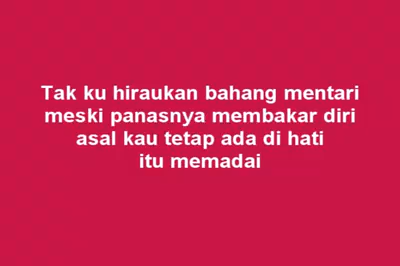 Tak ku hiraukan bahang mentari
meski panasnya membakar diri
asal kau tetap ada di hati
itu memadai